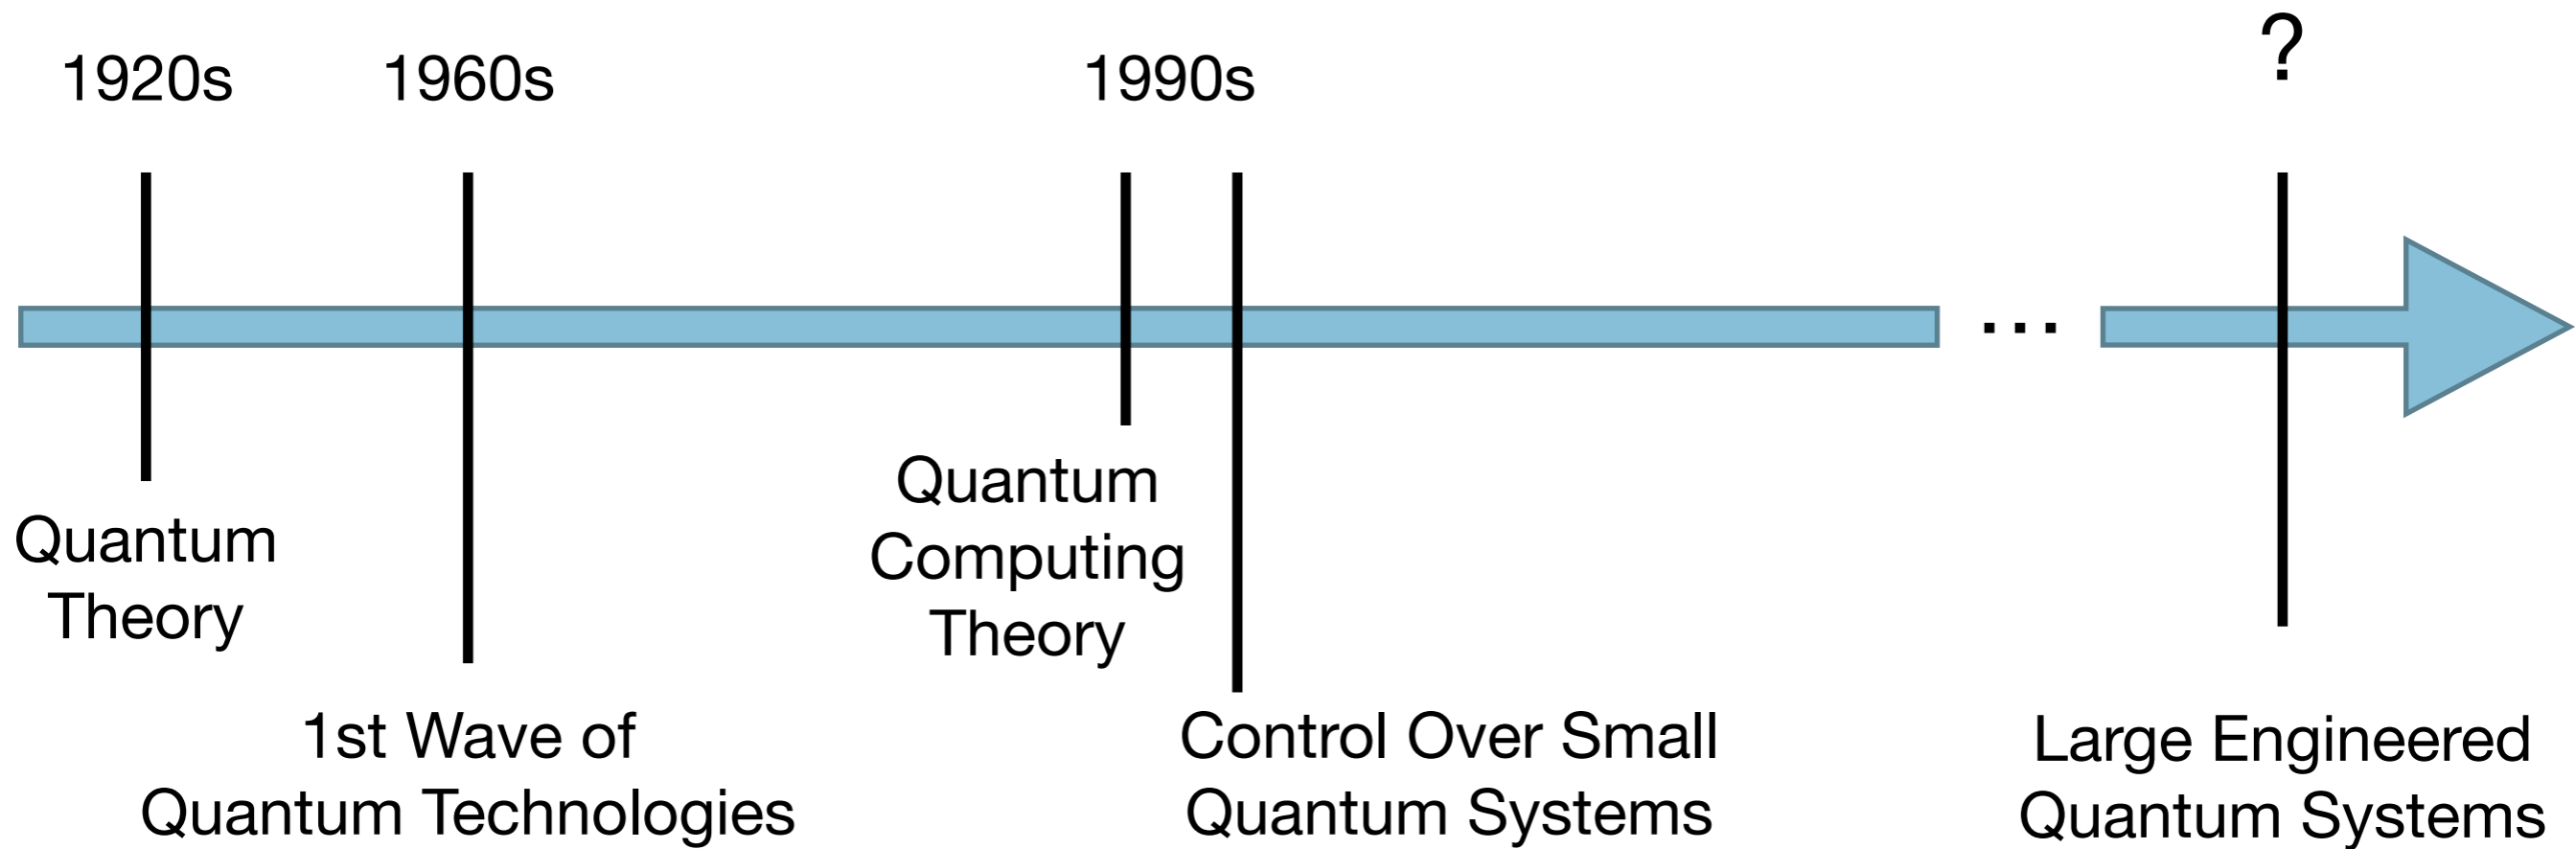 1920s
1960s
1990s
?
...
Quantum
Theory
1st Wave of
Quantum Technologies
Quantum
Computing
Theory
Control Over Small
Quantum Systems
Large Engineered
Quantum Systems